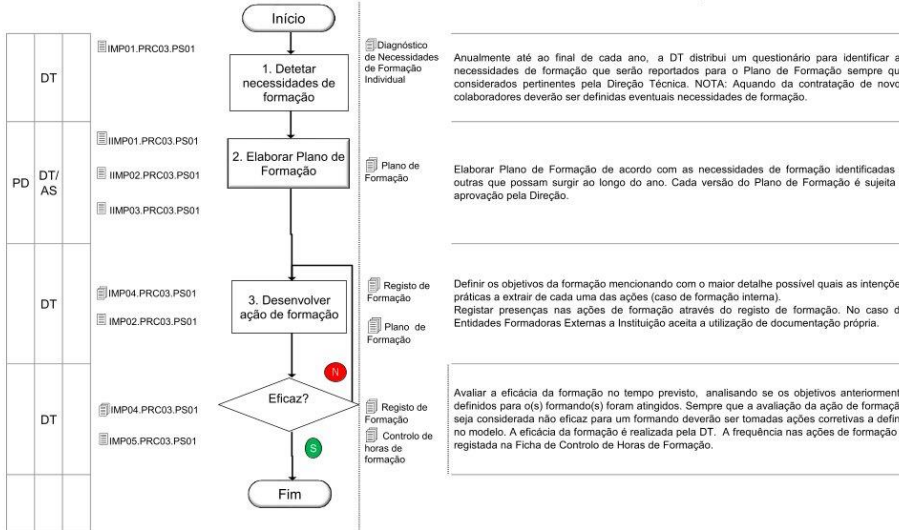 Início
DT
IMP01.PRC03.PS01
1. Detetar
necessidades de
formação
Diagnóstico
de Necessidades
de Formação
Individual
Anualmente até ao final de cada ano, a DT distribui um questionário para identificar a
necessidades de formação que serão reportados para o Plano de Formação sempre qu
considerados pertinentes pela Direção Técnica. NOTA: Aquando da contratação de novo
colaboradores deverão ser definidas eventuais necessidades de formação.
PD
DT/
AS
IIMP01.PRC03.PS01
IIMP02.PRC03.PS01
IIMP03.PRC03.PS01
2. Elaborar Plano de
Formação
Plano de
Formação
Elaborar Plano de Formação de acordo com as necessidades de formação identificadas
outras que possam surgir ao longo do ano. Cada versão do Plano de Formação é sujeita
aprovação pela Direção.
DT
IMP04.PRC03.PS01
IMP02.PRC03.PS01
3. Desenvolver
ação de formação
Registo de
Formação
Plano de
Formação
Definir os objetivos da formação mencionando com o maior detalhe possível quais as intençõe
práticas a extrair de cada uma das ações (caso de formação interna).
Registar presenças nas ações de formação através do registo de formação. No caso d
Entidades Formadoras Externas a Instituição aceita a utilização de documentação própria.
N
DT
IMP04.PRC03.PS01
IMP05.PRC03.PS01
Eficaz?
S
Registo de
Formação
Controlo de
horas de
formação
Avaliar a eficácia da formação no tempo previsto, analisando se os objetivos anteriorment
definidos para o(s) formando(s) foram atingidos. Sempre que a avaliação da ação de formaçã
seja considerada não eficaz para um formando deverão ser tomadas ações corretivas a defin
no modelo. A eficácia da formação é realizada pela DT. A frequência nas ações de formação
registada na Ficha de Controlo de Horas de Formação.
Fim